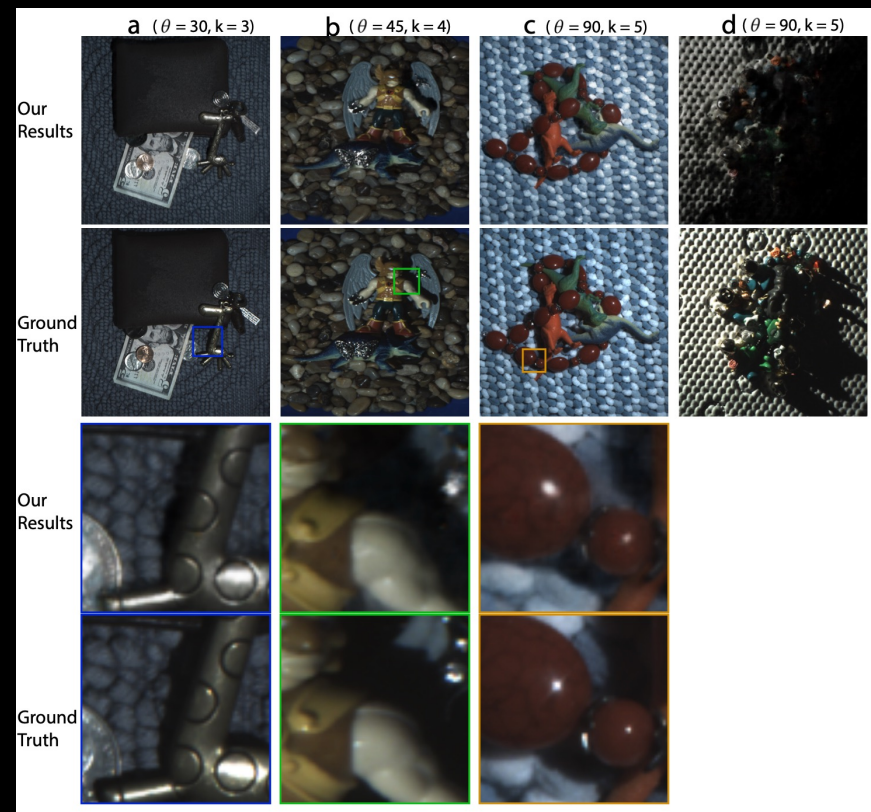 a (θ = 30, k = 3)
b (θ = 45, k = 4)
c (θ = 90, k = 5)
d (θ = 90, k = 5)
Our
Results
Ground
Truth
Our
Results
Ground
Truth